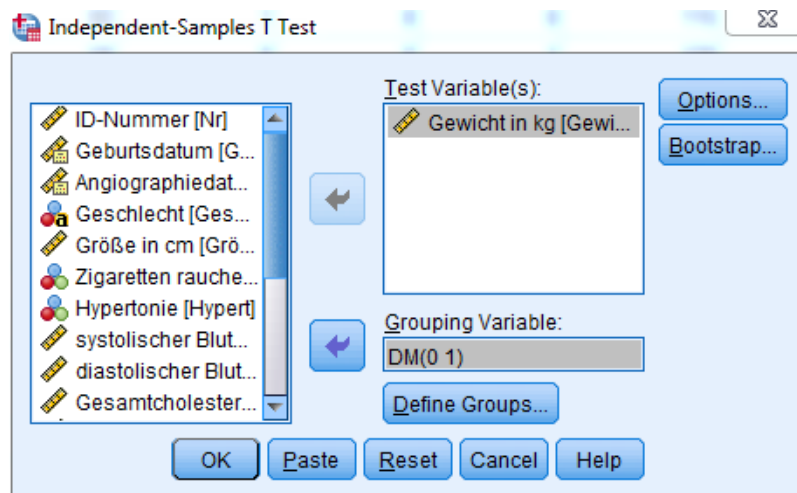 Independent-Samples T Test
ID-Nummer [Nr]
Geburtsdatum [G...
Angiographiedat...
Geschlecht [Ges...
Größe in cm [Grö...
Zigaretten rauche...
Hypertonie [Hypert]
systolischer Blut...
diastolischer Blut...
Gesamtcholester...
Test Variable(s):
Gewicht in kg [Gewi...
Grouping Variable:
DM(0 1)
Define Groups...
Options...
Bootstrap...
OK
Paste
Reset
Cancel
Help